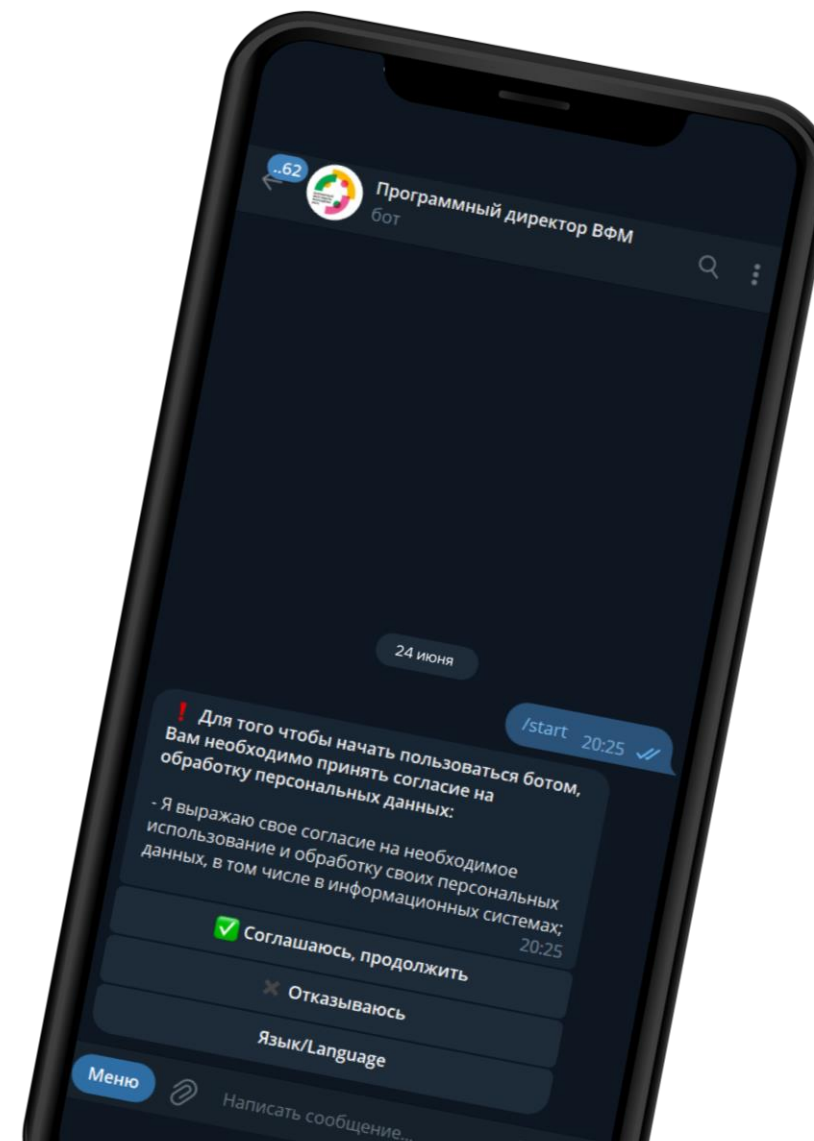 ..62
Программный директор ВФМ
бот
24 июня
/start 20:25
❗ Для того чтобы начать пользоваться ботом,
Вам необходимо принять согласие на
обработку персональных данных:
- Я выражаю свое согласие на необходимое
использование и обработку своих персональных
данных, в том числе в информационных системах;
20:25
✅ Соглашаюсь, продолжить
✖ Отказываюсь
Язык/Language
Меню
Написать сообщение...